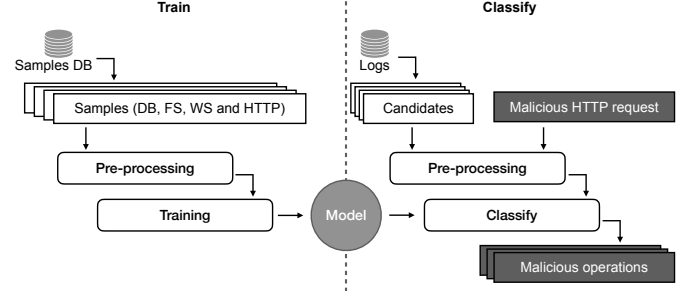 Train
Classify
Samples DB
Logs
Samples (DB, FS, WS and HTTP)
Candidates
Malicious HTTP request
Pre-processing
Pre-processing
Training
Model
Classify
Malicious operations